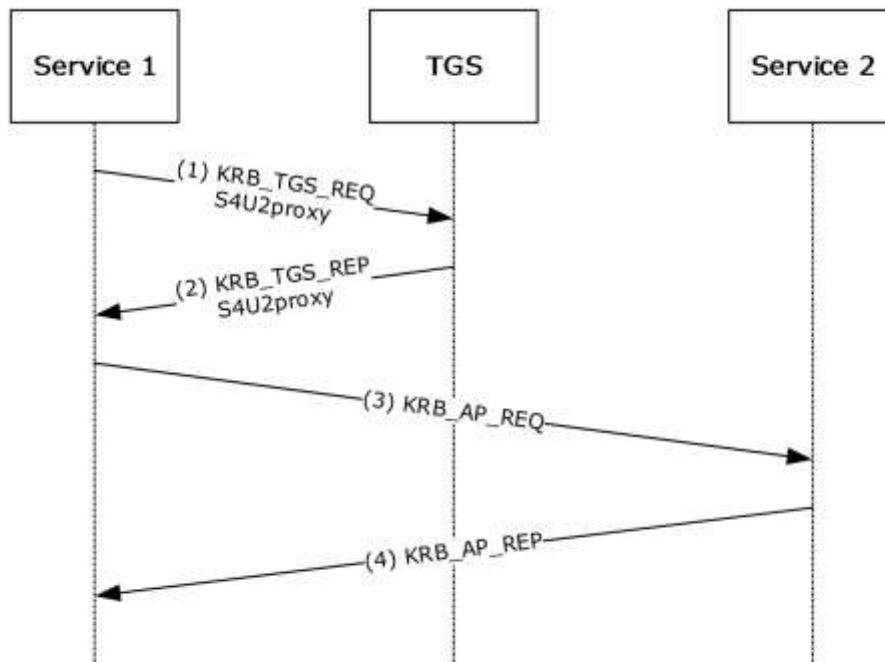 Service 1
TGS
Service 2
(1) KRB_TGS_REQ
S4U2proxy
(2) KRB_TGS_REP
S4U2proxy
(3) KRB_AP_REQ
(4) KRB_AP_REP